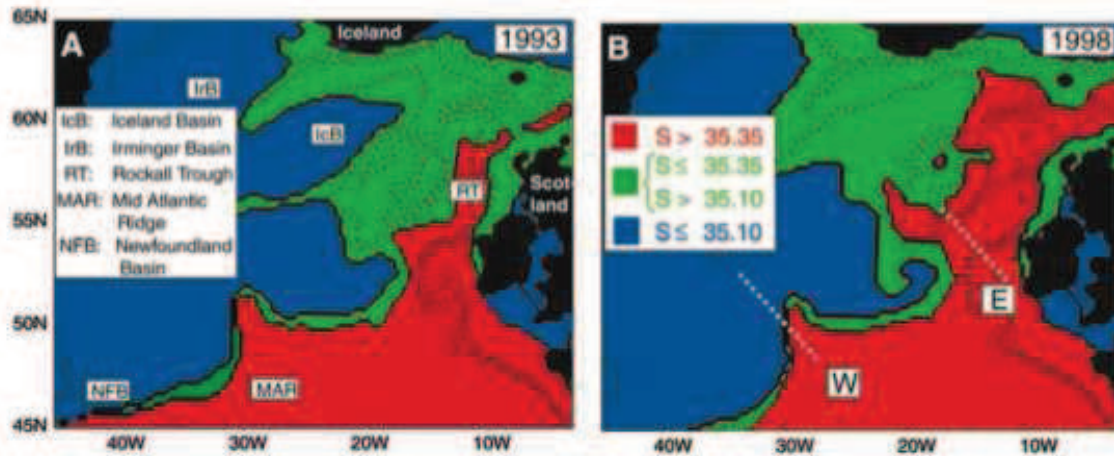 65N
60N
55N
50N
45N
A
Iceland
1993
IrB
IcB: Iceland Basin
IrB: Irminger Basin
RT: Rockall Trough
MAR: Mid Atlantic
Ridge
NFB: Newfoundland
Basin
IcB
RT
Scot
land
NFB
MAR
40W 30W 20W 10W
B
1998
S > 35.35
S ≤ 35.35
S > 35.10
S ≤ 35.10
E
W
40W 30W 20W 10W